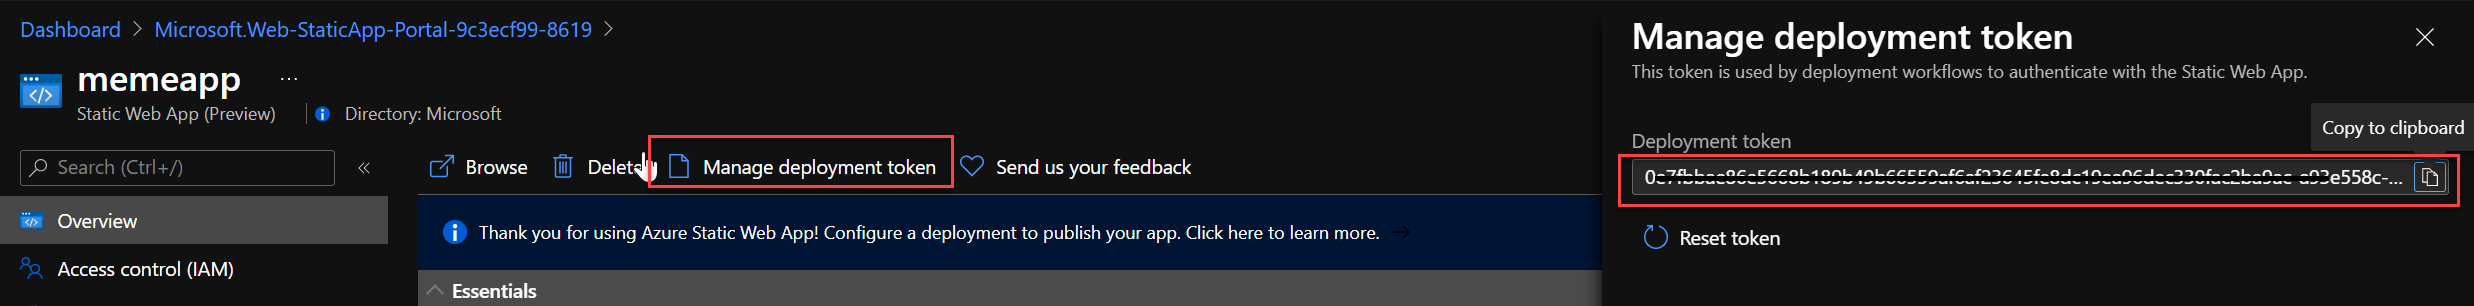 Dashboard > Microsoft.Web-StaticApp-Portal-9c3ecf99-8619 >
memeapp ...
Static Web App (Preview)
Directory: Microsoft
Search (Ctrl+/)
«
Overview
Access control (IAM)
Browse
Delete
Manage deployment token
Send us your feedback
Thank you for using Azure Static Web App! Configure a deployment to publish your app. Click here to learn more. →
Essentials
Manage deployment token
This token is used by deployment workflows to authenticate with the Static Web App.
Copy to clipboard
Deployment token
Reset token